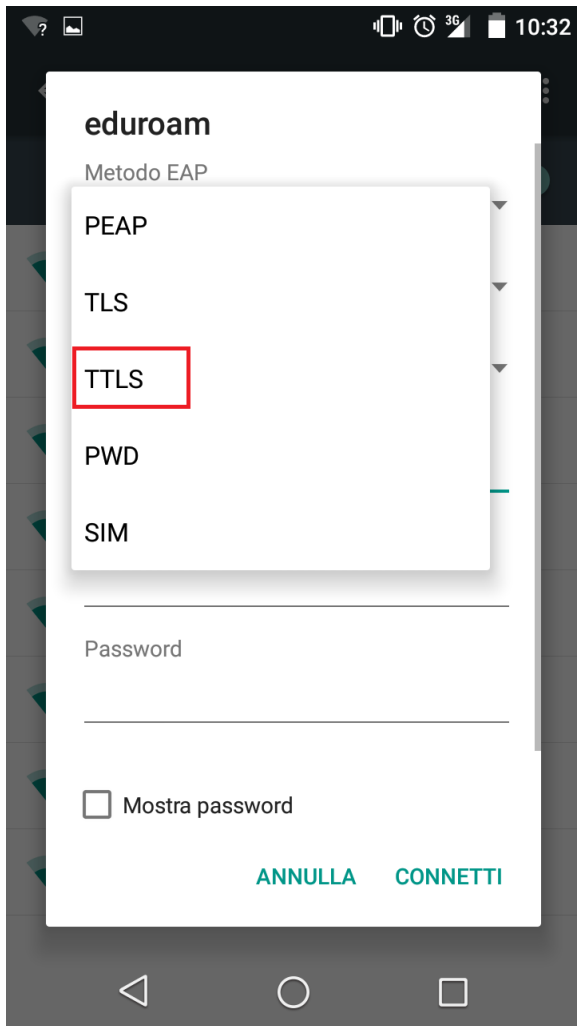 3G 10:32
eduroam
Metodo EAP
PEAP
TLS
TTLS
PWD
SIM
Password
Mostra password
ANNULLA CONNETTI